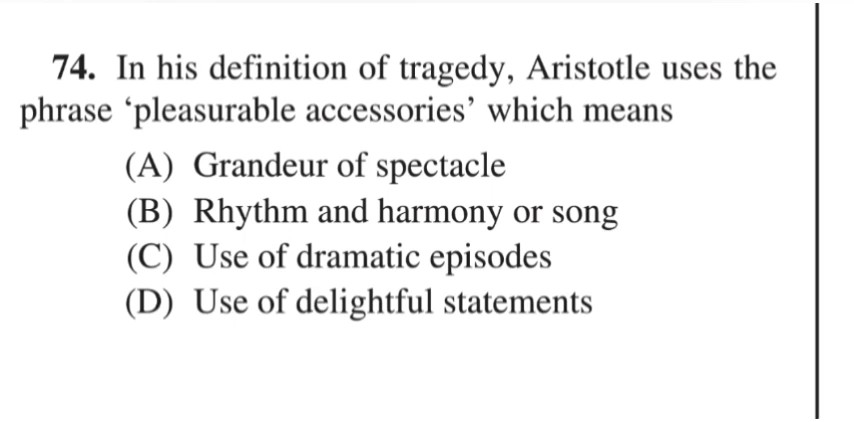 74. In his definition of tragedy, Aristotle uses the
phrase ‘pleasurable accessories’ which means
(A) Grandeur of spectacle
(B) Rhythm and harmony or song
(C) Use of dramatic episodes
(D) Use of delightful statements